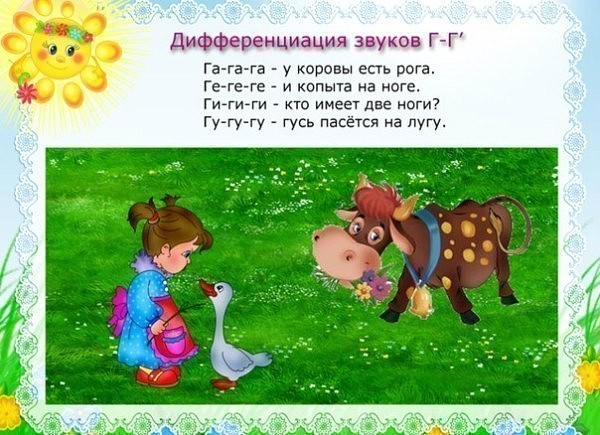 Дифференциация звуков Г-Г’
Га-га-га - у коровы есть рога.
Ге-ге-ге - и копыта на ноге.
Ги-ги-ги - кто имеет две ноги?
Гу-гу-гу - гусь пасётся на лугу.